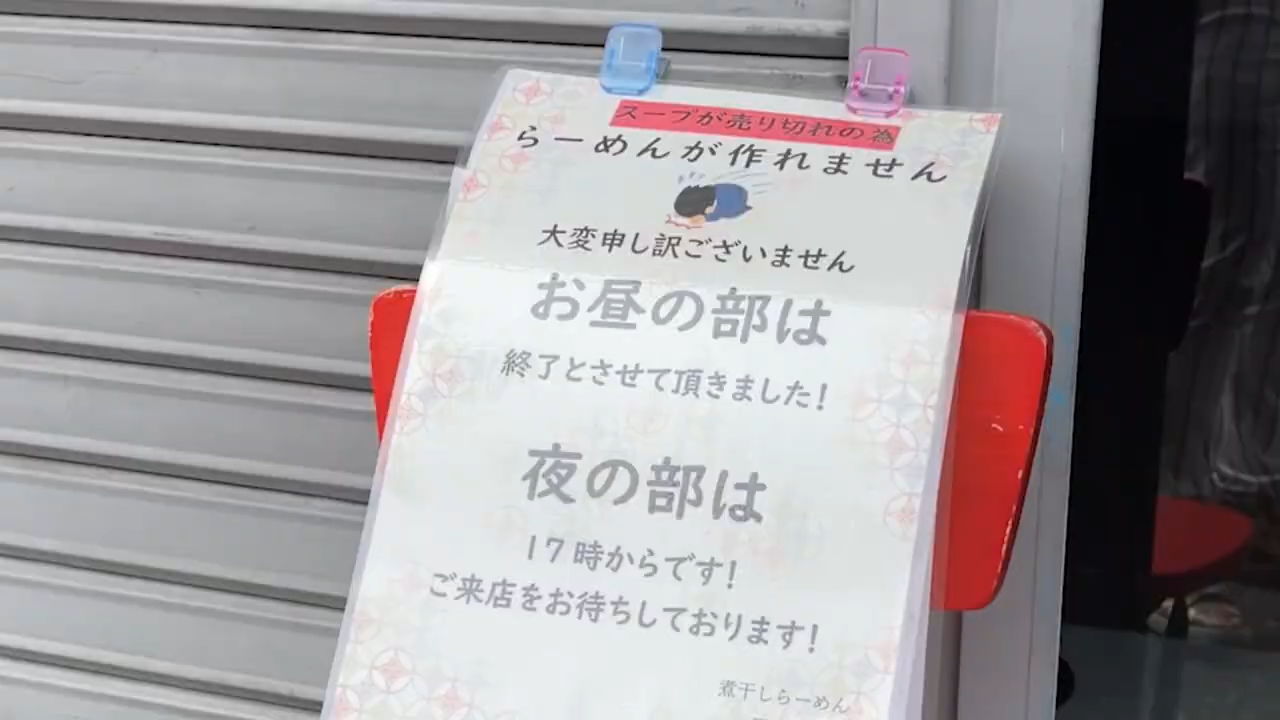 スープが売り切れの為
らーめんが作れません
大変申し訳ございません
お昼の部は
終了とさせて頂きました!
夜の部は
17時からです!
ご来店をお待ちしております!
煮干しらーめん